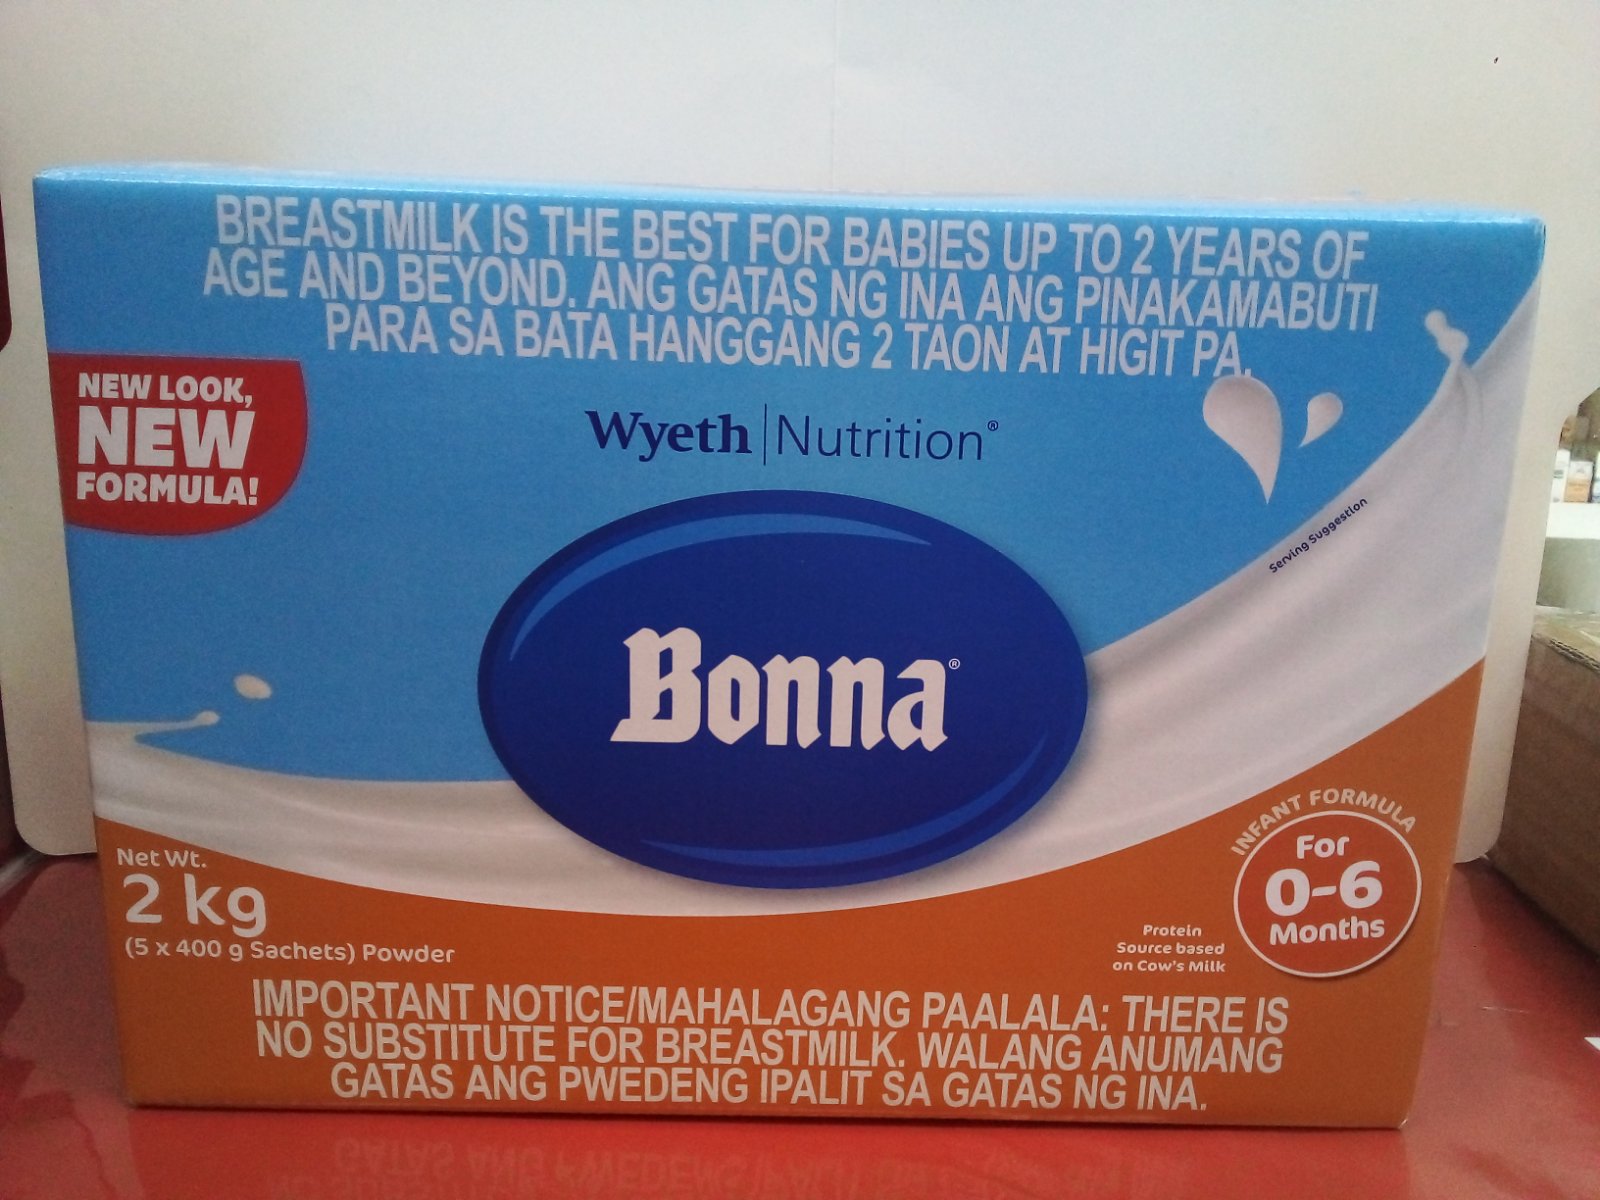 BREASTMILK IS THE BEST FOR BABIES UP TO 2 YEARS OF
AGE AND BEYOND. ANG GATAS NG INA ANG PINAKAMABUTI
PARA SA BATA HANGGANG 2 TAON AT HIGIT PA.
NEW LOOK,
NEW
FORMULA!
Wyeth | Nutrition®
Serving Suggestion
Bonna®
Net Wt.
2 kg
(5 x 400 g Sachets) Powder
INFANT FORMULA
For
0-6
Months
Protein
Source based
on Cow's Milk
IMPORTANT NOTICE/MAHALAGANG PAALALA: THERE IS
NO SUBSTITUTE FOR BREASTMILK. WALANG ANUMANG
GATAS ANG PWEDENG IPALIT SA GATAS NG INA.